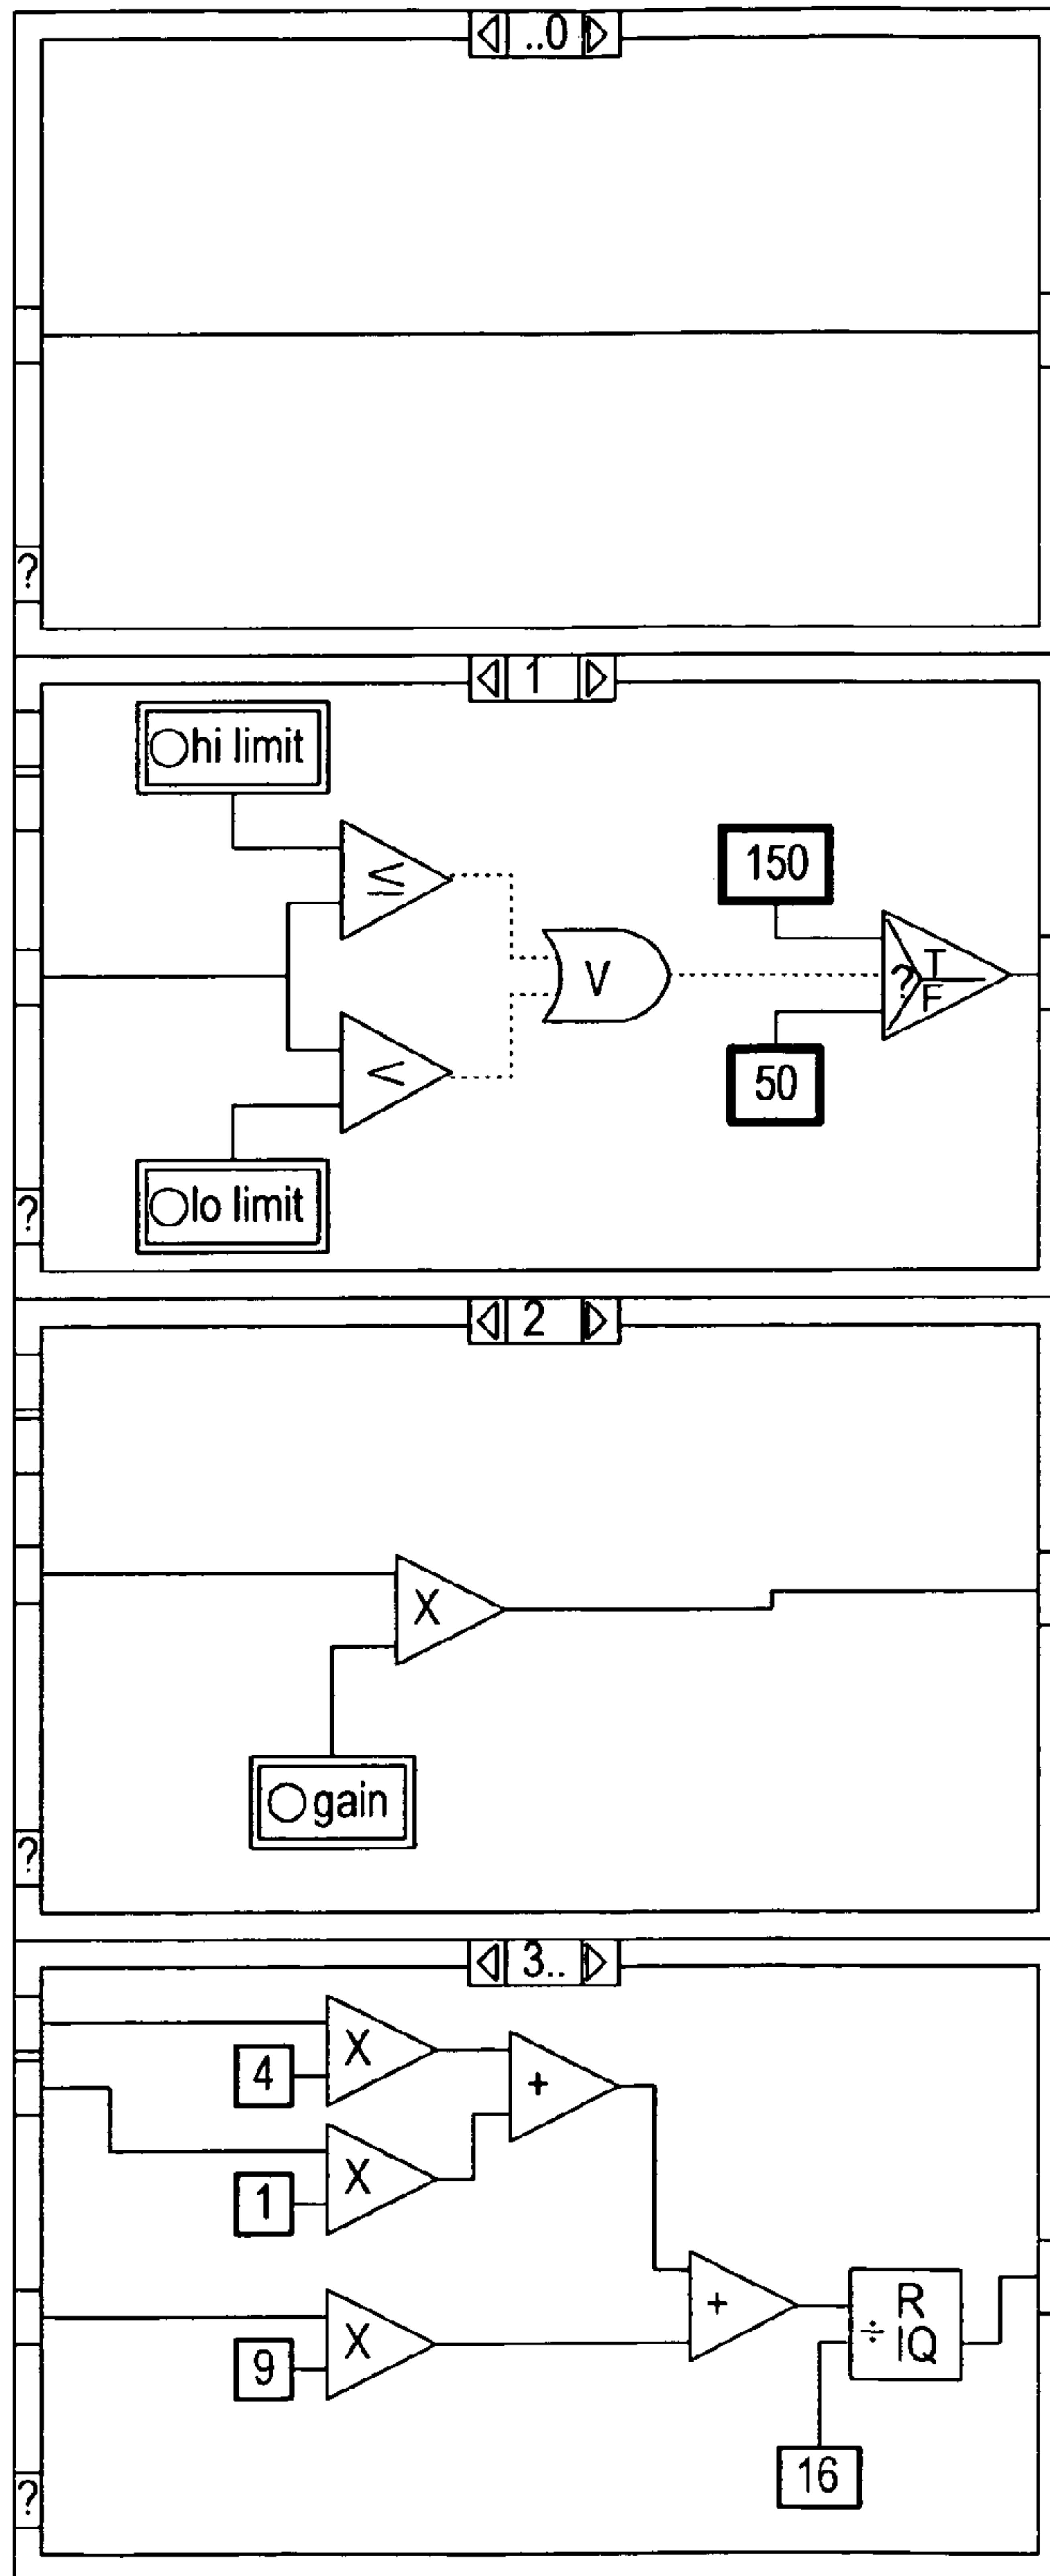 ..0
?
1
hi limit
≤
150
V
?
T
F
<
50
lo limit
?
2
X
gain
?
3..
X
4
+
X
1
+
R
÷ IQ
X
9
16
?